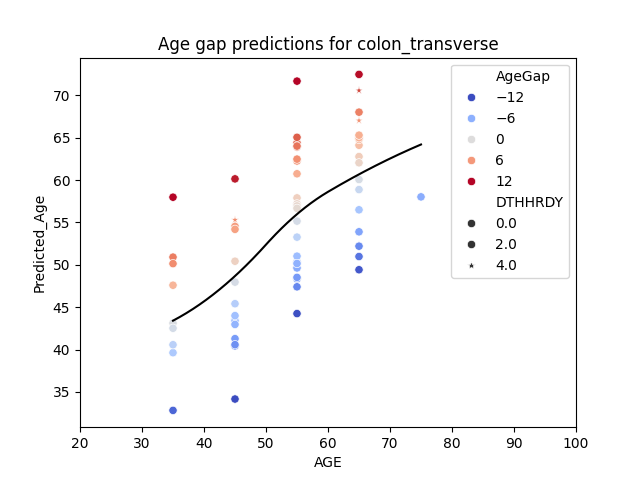 Age gap predictions for colon_transverse
Predicted_Age
70
65
60
55
50
45
40
35
20 30 40 50 60 70 80 90 100
AGE
AgeGap
−12
−6
0
6
12
DTHHRDY
0.0
2.0
4.0